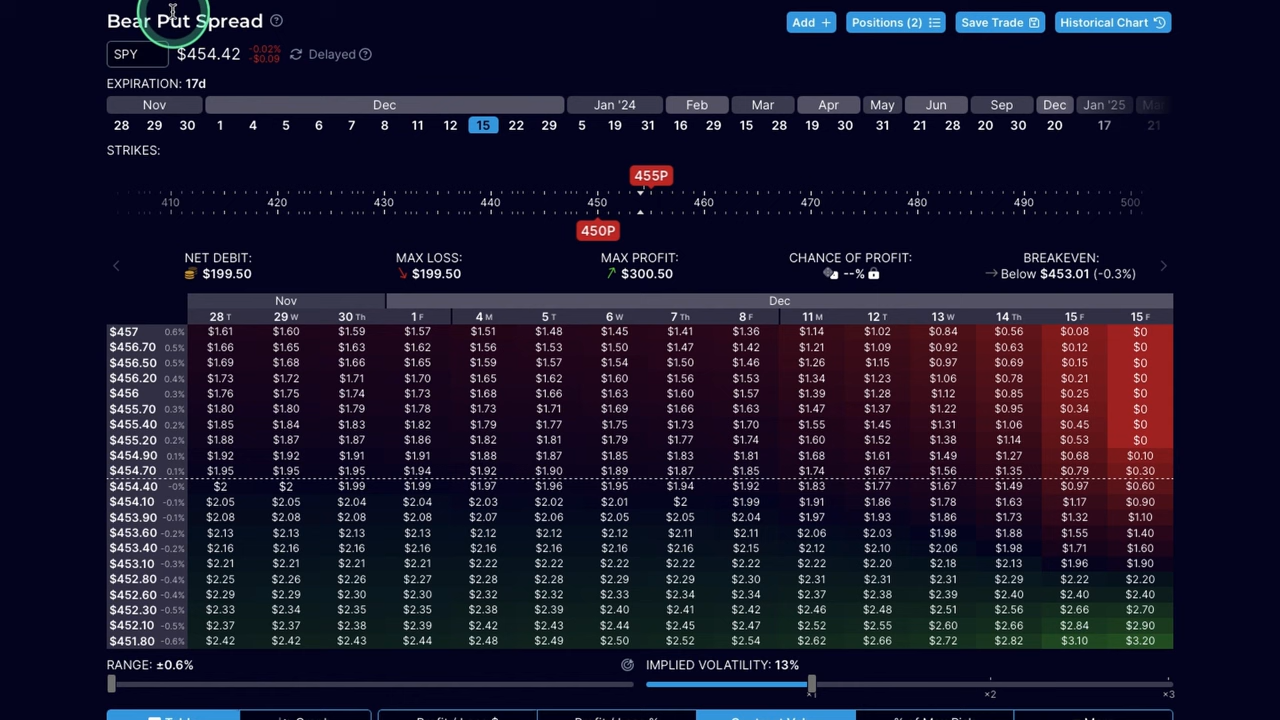 Bear Put Spread
Add +
Positions (2)
Save Trade
Historical Chart
SPY
$454.42
-0.02%
-$0.09
Delayed
EXPIRATION: 17d
Nov Dec Jan '24 Feb Mar Apr May Jun Sep Dec Jan '25 Mar
28 29 30 1 4 5 6 7 8 11 12 15 22 29 5 19 31 16 29 15 28 19 30 31 21 28 20 30 20 17 21
STRIKES:
455P
410 420 430 440 450 460 470 480 490 500
450P
NET DEBIT: MAX LOSS: MAX PROFIT: CHANCE OF PROFIT: BREAKEVEN:
$199.50 $199.50 $300.50 --% Below $453.01 (-0.3%)
Nov Dec
28 T 29 W 30 Th 1 F 4 M 5 T 6 W 7 Th 8 F 11 M 12 T 13 W 14 Th 15 F 15 F
$457 0.6% $1.61 $1.60 $1.59 $1.57 $1.51 $1.48 $1.45 $1.41 $1.36 $1.14 $1.02 $0.84 $0.56 $0.08 $0
$456.70 0.5% $1.66 $1.65 $1.63 $1.62 $1.56 $1.53 $1.50 $1.47 $1.42 $1.21 $1.09 $0.92 $0.63 $0.12 $0
$456.50 0.5% $1.69 $1.68 $1.66 $1.65 $1.59 $1.57 $1.54 $1.50 $1.46 $1.26 $1.15 $0.97 $0.69 $0.15 $0
$456.20 0.4% $1.73 $1.72 $1.71 $1.70 $1.65 $1.62 $1.60 $1.56 $1.53 $1.34 $1.23 $1.06 $0.78 $0.21 $0
$456 0.3% $1.76 $1.75 $1.74 $1.73 $1.68 $1.66 $1.63 $1.60 $1.57 $1.39 $1.28 $1.12 $0.85 $0.25 $0
$455.70 0.3% $1.80 $1.80 $1.79 $1.78 $1.73 $1.71 $1.69 $1.66 $1.63 $1.47 $1.37 $1.22 $0.95 $0.34 $0
$455.40 0.2% $1.85 $1.84 $1.83 $1.82 $1.79 $1.77 $1.75 $1.73 $1.70 $1.55 $1.45 $1.31 $1.06 $0.45 $0
$455.20 0.2% $1.88 $1.87 $1.87 $1.86 $1.82 $1.81 $1.79 $1.77 $1.74 $1.60 $1.52 $1.38 $1.14 $0.53 $0
$454.90 0.1% $1.92 $1.92 $1.91 $1.91 $1.88 $1.87 $1.85 $1.83 $1.81 $1.68 $1.61 $1.49 $1.27 $0.68 $0.10
$454.70 0.1% $1.95 $1.95 $1.95 $1.94 $1.92 $1.90 $1.89 $1.87 $1.85 $1.74 $1.67 $1.56 $1.35 $0.79 $0.30
$454.40 -0% $2 $2 $1.99 $1.99 $1.97 $1.96 $1.95 $1.94 $1.92 $1.83 $1.77 $1.67 $1.49 $0.97 $0.60
$454.10 -0.1% $2.05 $2.05 $2.04 $2.04 $2.03 $2.02 $2.01 $2 $1.99 $1.91 $1.86 $1.78 $1.63 $1.17 $0.90
$453.90 -0.1% $2.08 $2.08 $2.08 $2.08 $2.07 $2.06 $2.05 $2.05 $2.04 $1.97 $1.93 $1.86 $1.73 $1.32 $1.10
$453.60 -0.2% $2.13 $2.13 $2.13 $2.13 $2.12 $2.12 $2.12 $2.11 $2.11 $2.06 $2.03 $1.98 $1.88 $1.55 $1.40
$453.40 -0.2% $2.16 $2.16 $2.16 $2.16 $2.16 $2.16 $2.16 $2.16 $2.15 $2.12 $2.10 $2.06 $1.98 $1.71 $1.60
$453.10 -0.3% $2.21 $2.21 $2.21 $2.21 $2.22 $2.22 $2.22 $2.22 $2.22 $2.22 $2.20 $2.18 $2.13 $1.96 $1.90
$452.80 -0.4% $2.25 $2.26 $2.26 $2.27 $2.28 $2.28 $2.29 $2.29 $2.30 $2.31 $2.31 $2.31 $2.29 $2.22 $2.20
$452.60 -0.4% $2.29 $2.29 $2.30 $2.30 $2.32 $2.32 $2.33 $2.34 $2.34 $2.37 $2.38 $2.39 $2.40 $2.40 $2.40
$452.30 -0.5% $2.33 $2.34 $2.35 $2.35 $2.38 $2.39 $2.40 $2.41 $2.42 $2.46 $2.48 $2.51 $2.56 $2.66 $2.70
$452.10 -0.5% $2.37 $2.37 $2.38 $2.39 $2.42 $2.43 $2.44 $2.45 $2.47 $2.52 $2.55 $2.60 $2.66 $2.84 $2.90
$451.80 -0.6% $2.42 $2.42 $2.43 $2.44 $2.48 $2.49 $2.50 $2.52 $2.54 $2.62 $2.66 $2.72 $2.82 $3.10 $3.20
RANGE: ±0.6%
IMPLIED VOLATILITY: 13%
×2 ×3